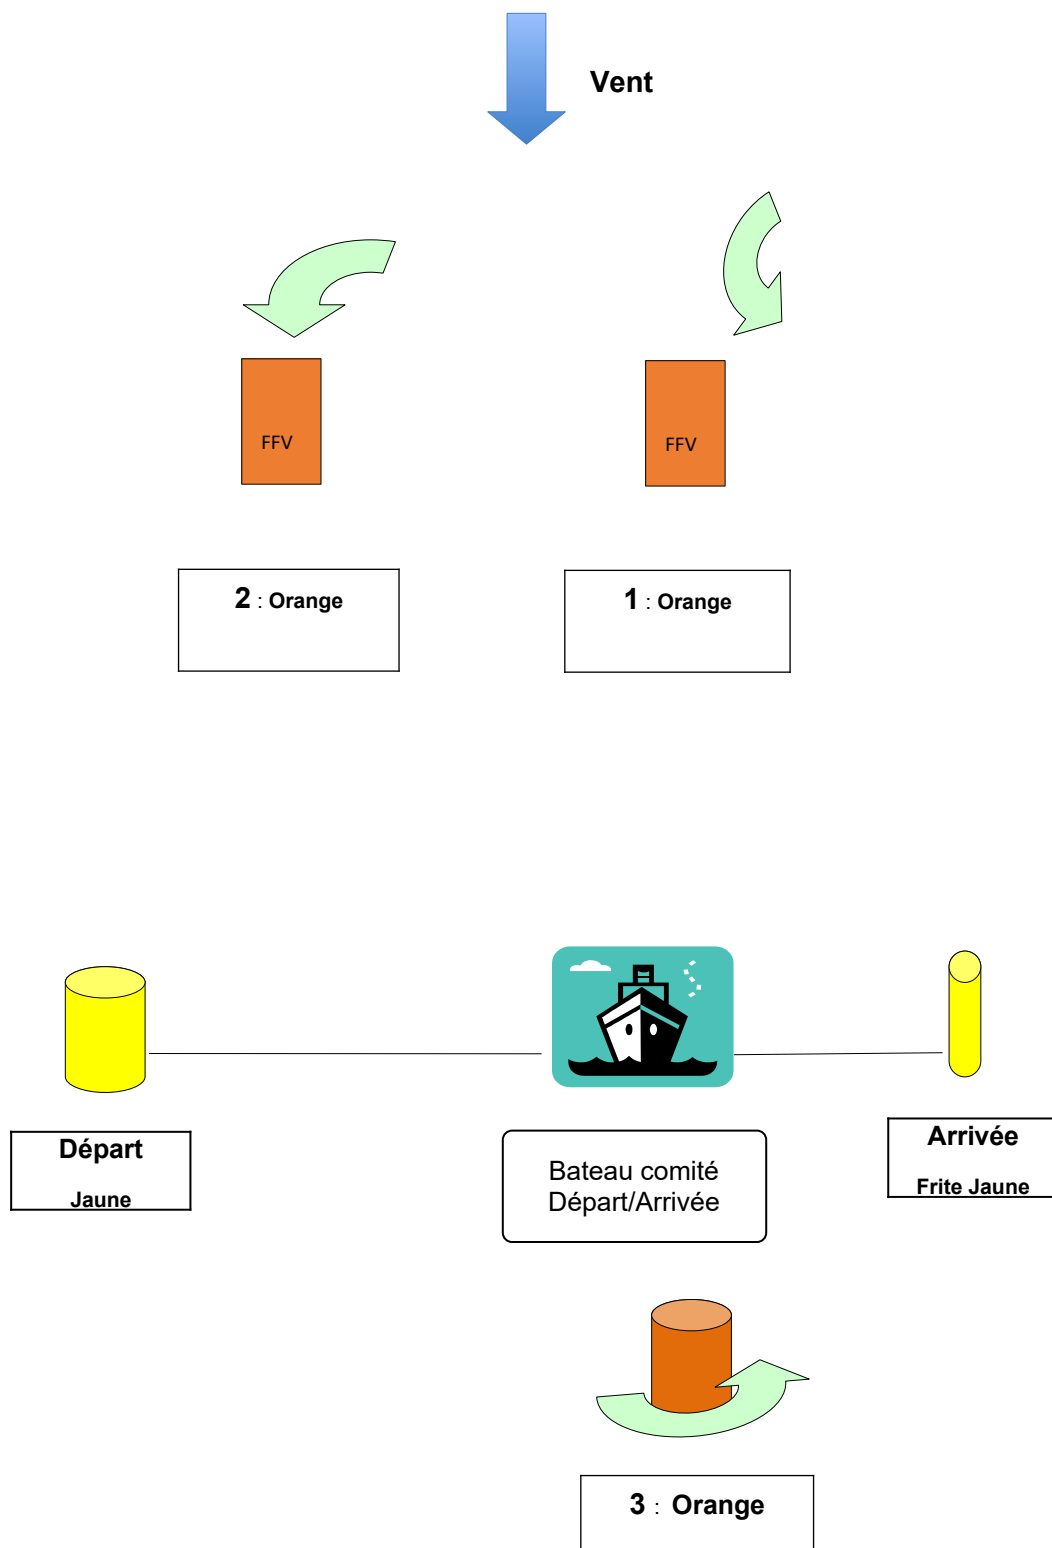 Vent
FFV
FFV
2 : Orange
1 : Orange
Départ
Jaune
Bateau comité
Départ/Arrivée
Arrivée
Frite Jaune
3 : Orange